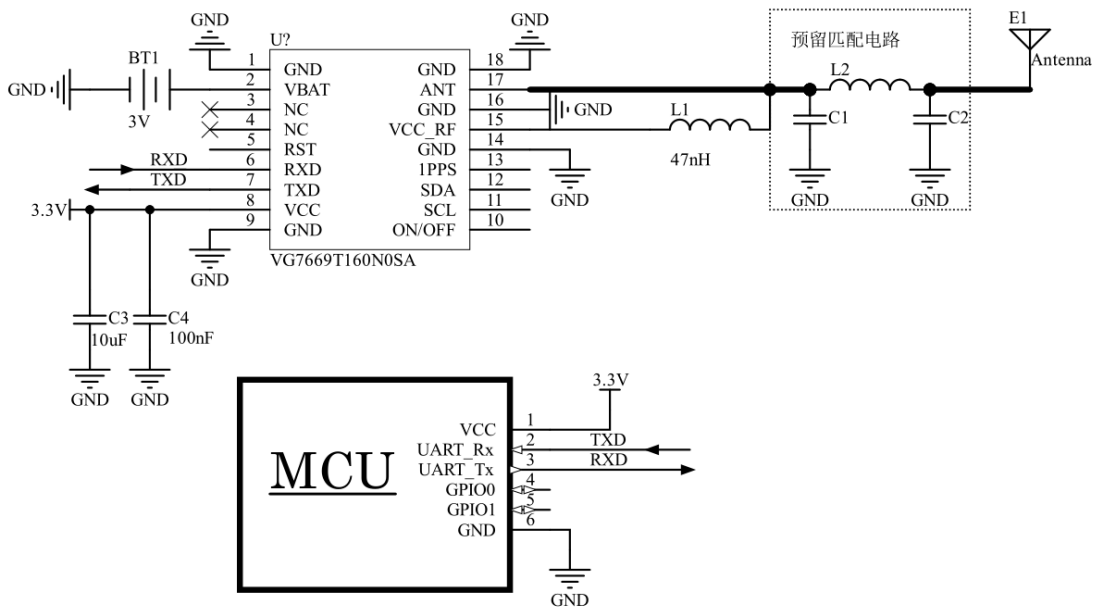 GND
GND
E1
U?
预留匹配电路
BT1
1 GND GND 18
Antenna
GND
2 VBAT ANT 17
L2
3V
3 NC GND 16
GND
L1
C1
C2
4 NC VCC_RF 15
5 RST GND 14
47nH
RXD
6 RXD 1PPS 13
TXD
7 TXD SDA 12
GND
GND
GND
3.3V
8 VCC SCL 11
9 GND ON/OFF 10
GND
VG7669T160N0SA
C3
10uF
C4
100nF
GND
GND
3.3V
VCC 1
UART_Rx 2 TXD
MCU
UART_Tx 3 RXD
GPIO0 4
GPIO1 5
GND 6
GND